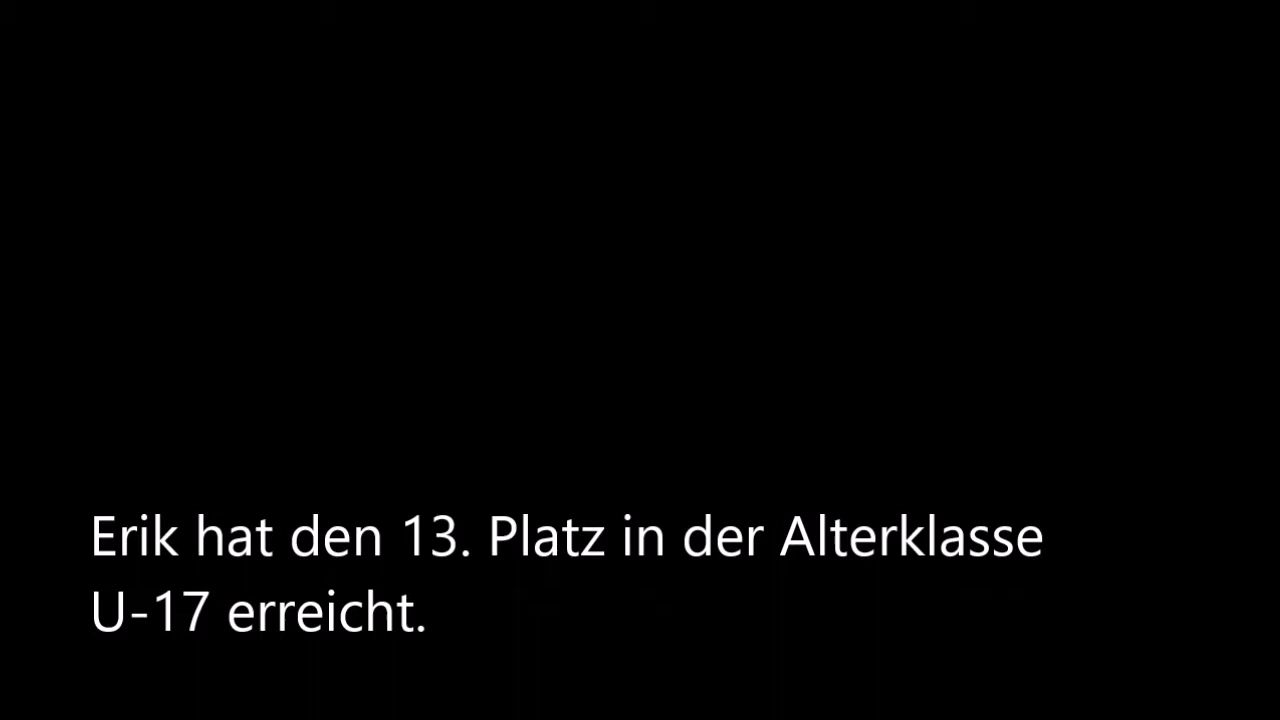 Erik hat den 13. Platz in der Alterklasse
U-17 erreicht.